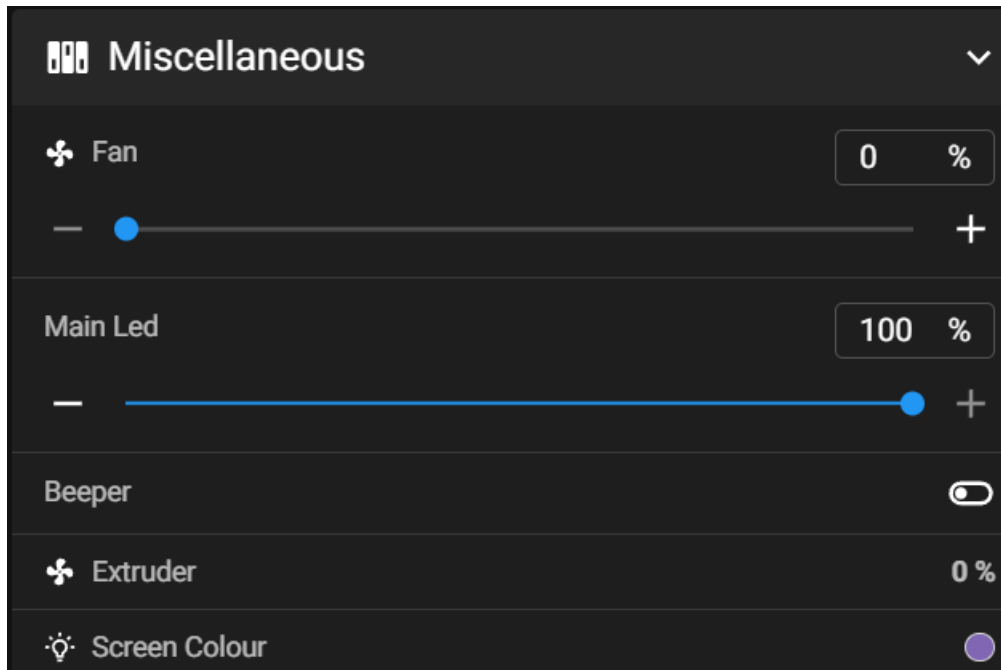 Miscellaneous
Fan
0 %
Main Led
100 %
Beeper
Extruder
0 %
Screen Colour